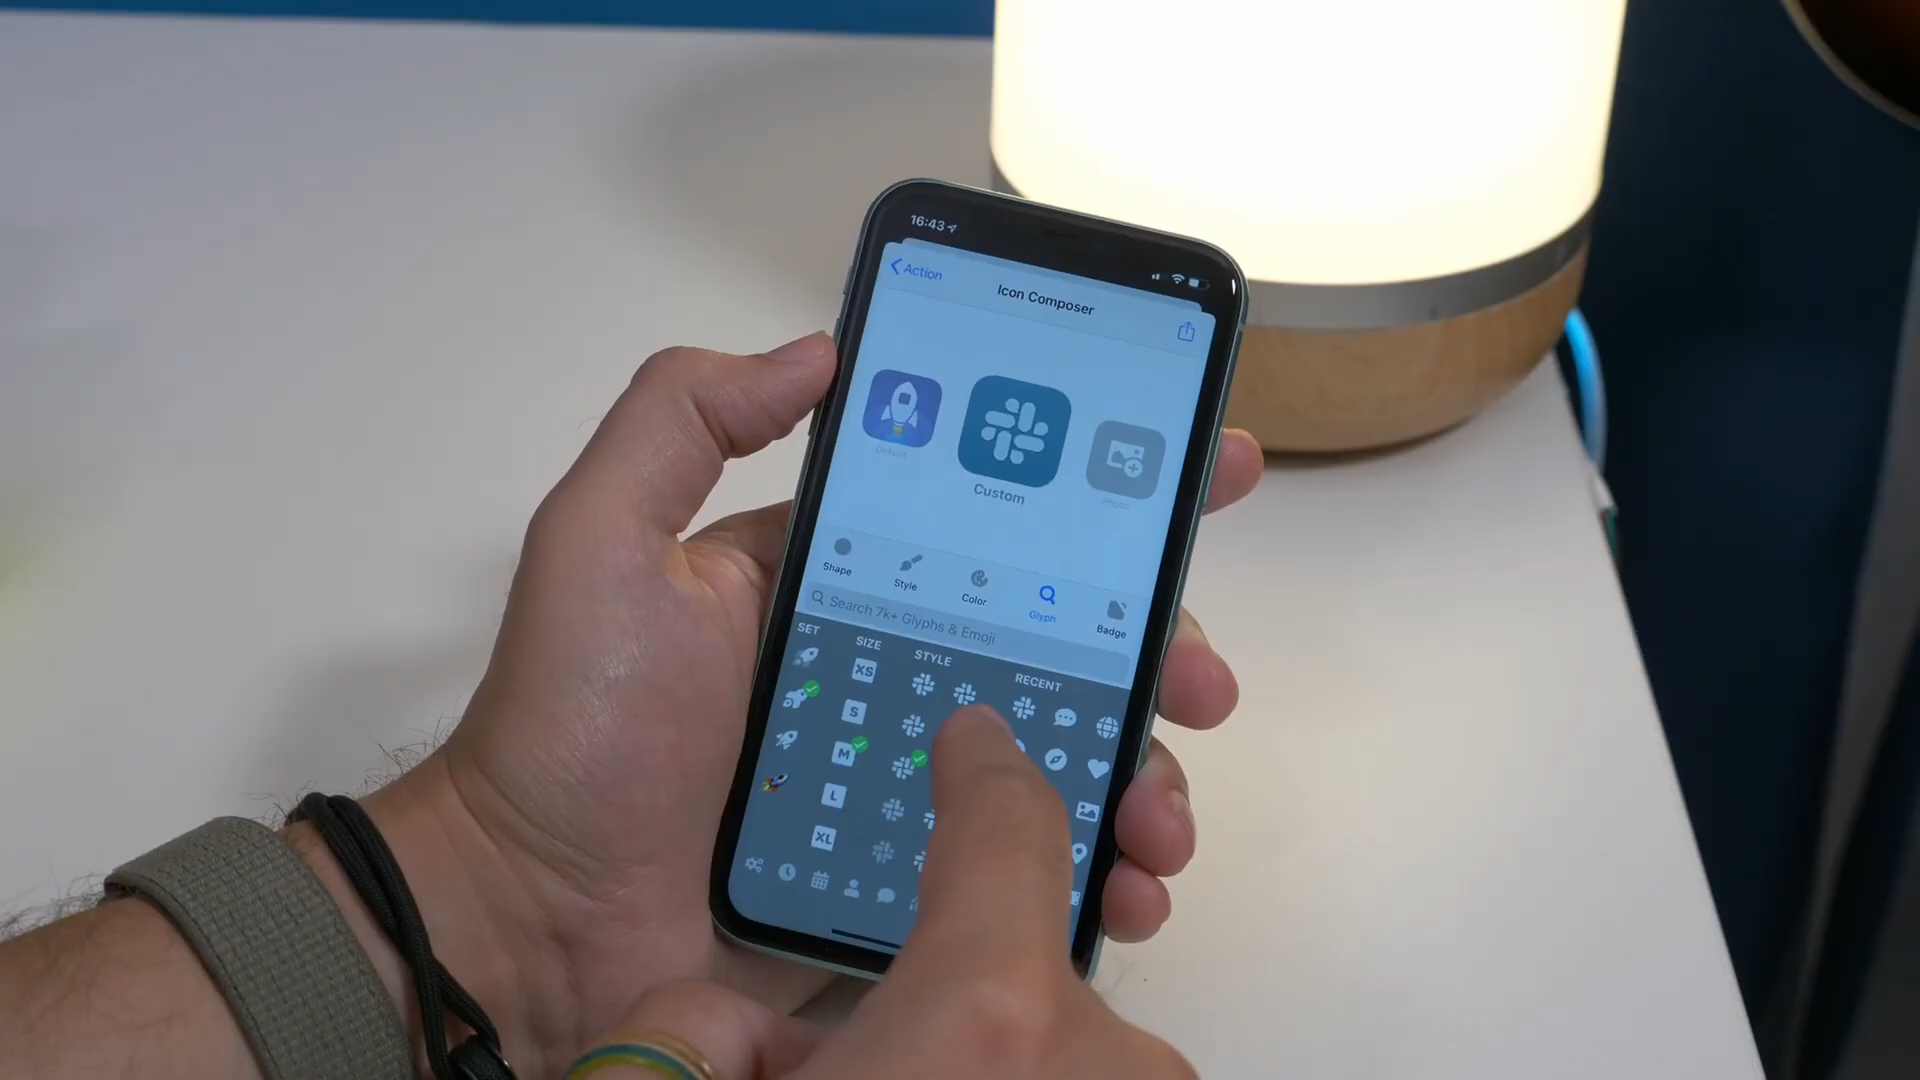 16:43
Action
Icon Composer
Default
Custom
Photo
Shape
Style
Color
Glyph
Badge
Search 7k+ Glyphs & Emoji
SET
SIZE
STYLE
RECENT
XS
S
M
L
XL